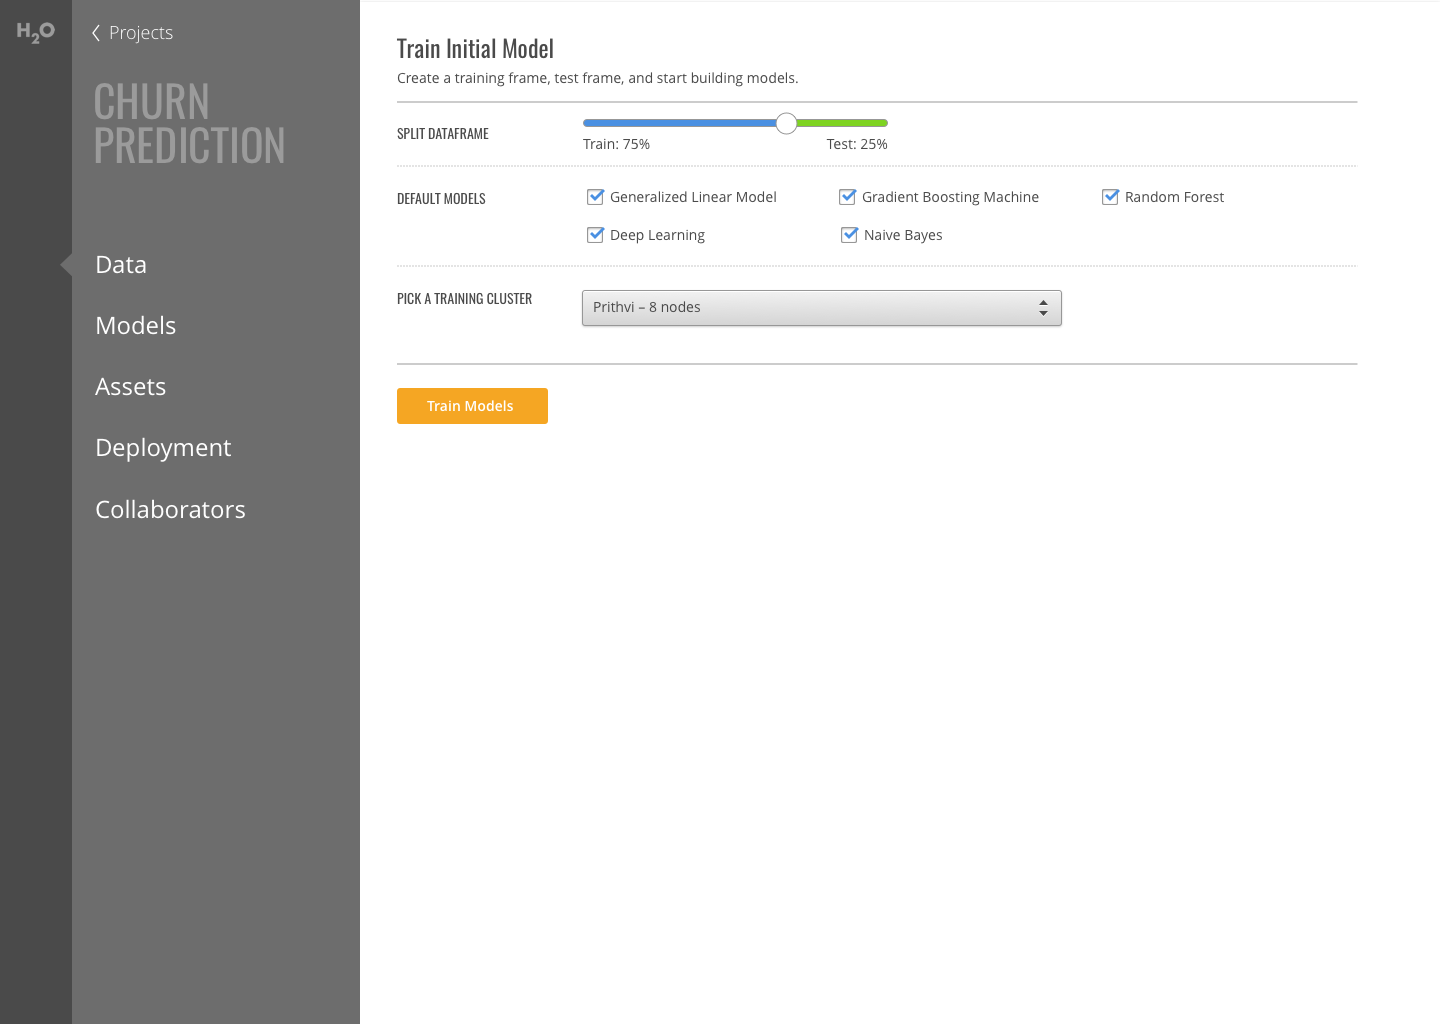 H2O
Projects
CHURN
PREDICTION
Data
Models
Assets
Deployment
Collaborators
Train Initial Model
Create a training frame, test frame, and start building models.
SPLIT DATAFRAME
Train: 75%
Test: 25%
DEFAULT MODELS
Generalized Linear Model
Gradient Boosting Machine
Random Forest
Deep Learning
Naive Bayes
PICK A TRAINING CLUSTER
Prithvi – 8 nodes
Train Models